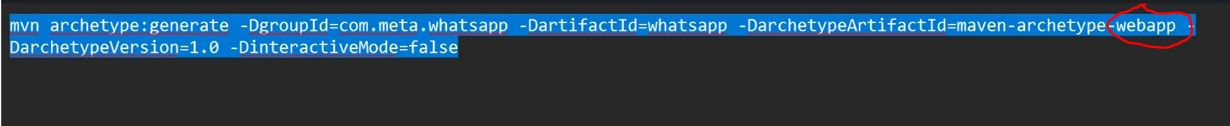 mvn archetype:generate -DgroupId=com.meta.whatsapp -DartifactId=whatsapp -DarchetypeArtifactId=maven-archetype-webapp -
DarchetypeVersion=1.0 -DinteractiveMode=false